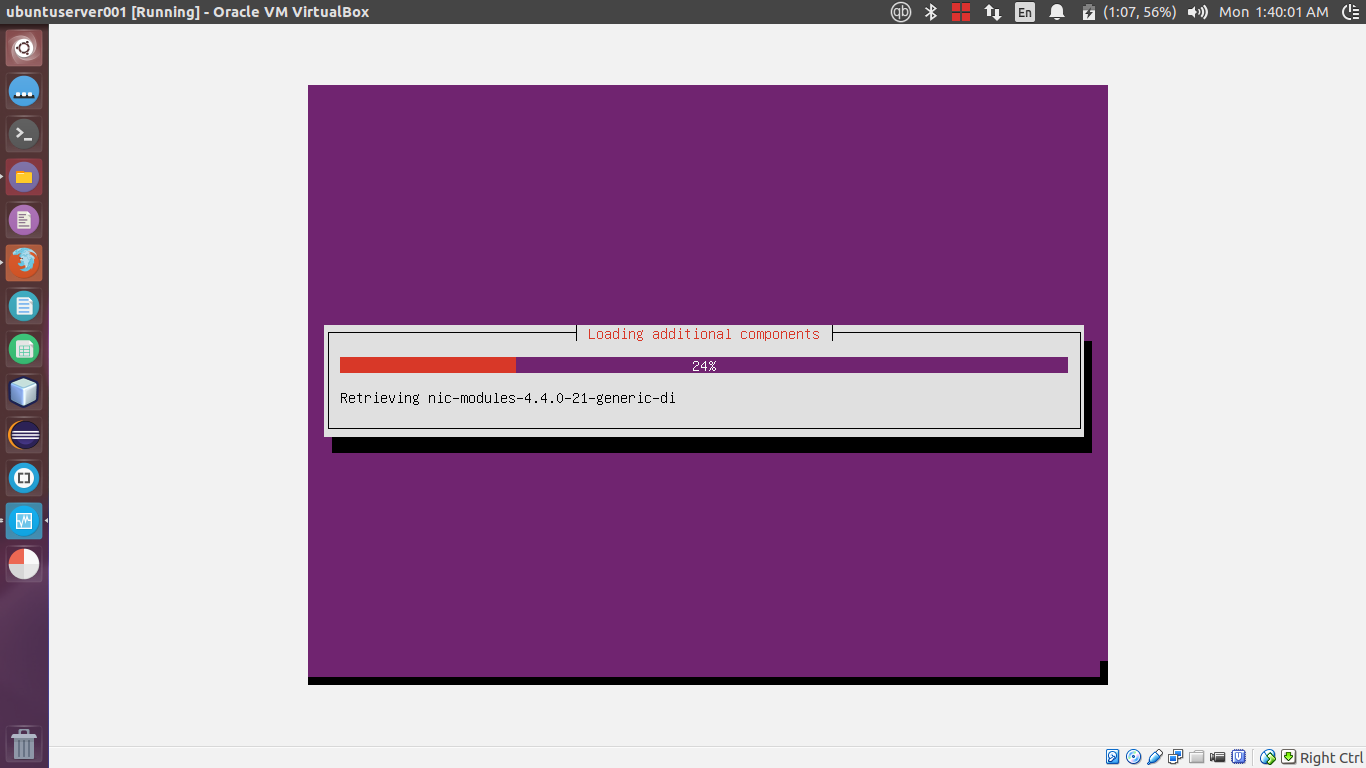 ubuntuserver001 [Running] - Oracle VM VirtualBox
qb En (1:07, 56%) Mon 1:40:01 AM
Loading additional components
24%
Retrieving nic-modules-4.4.0-21-generic-di
Right Ctrl